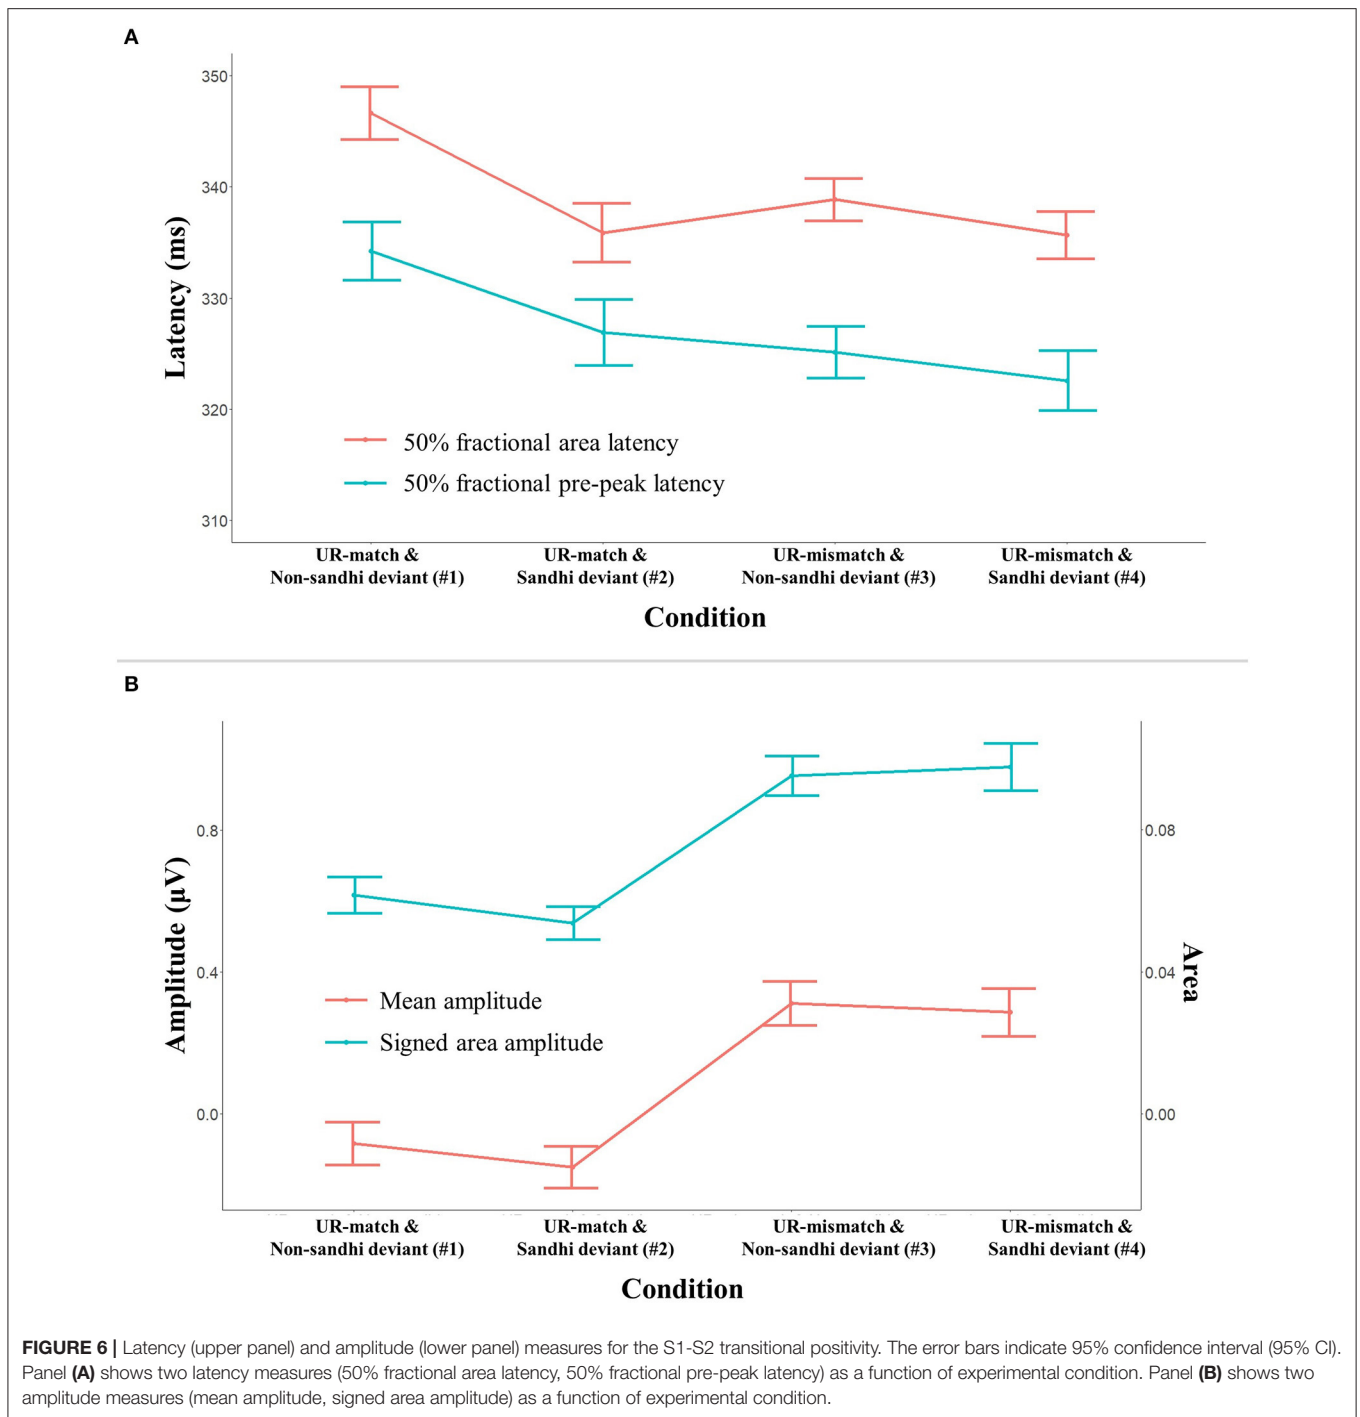 A
350
340
330
320
310
Latency (ms)
50% fractional area latency
50% fractional pre-peak latency
UR-match &
Non-sandhi deviant (#1)
UR-match &
Sandhi deviant (#2)
UR-mismatch &
Non-sandhi deviant (#3)
UR-mismatch &
Sandhi deviant (#4)
Condition
B
0.8
0.4
0.0
Amplitude (μV)
0.08
0.04
0.00
Area
Mean amplitude
Signed area amplitude
UR-match &
Non-sandhi deviant (#1)
UR-match &
Sandhi deviant (#2)
UR-mismatch &
Non-sandhi deviant (#3)
UR-mismatch &
Sandhi deviant (#4)
Condition
FIGURE 6 | Latency (upper panel) and amplitude (lower panel) measures for the S1-S2 transitional positivity. The error bars indicate 95% confidence interval (95% CI).
Panel (A) shows two latency measures (50% fractional area latency, 50% fractional pre-peak latency) as a function of experimental condition. Panel (B) shows two
amplitude measures (mean amplitude, signed area amplitude) as a function of experimental condition.